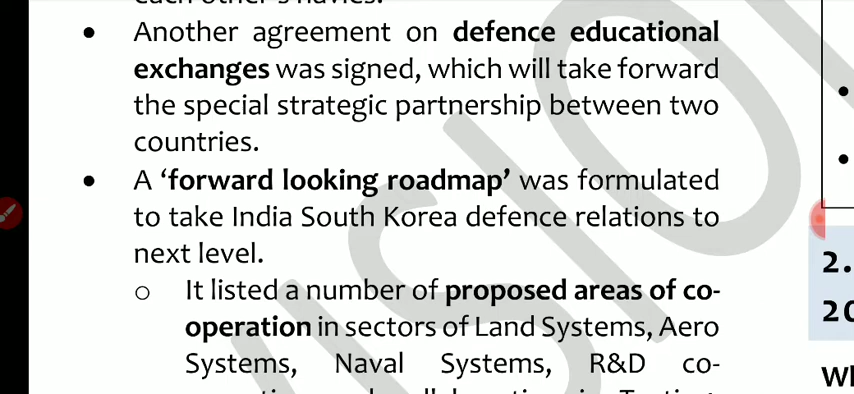 each other's navies.
• Another agreement on defence educational
exchanges was signed, which will take forward
the special strategic partnership between two
countries.
• A ‘forward looking roadmap’ was formulated
to take India South Korea defence relations to
next level.
o It listed a number of proposed areas of co-
operation in sectors of Land Systems, Aero
Systems, Naval Systems, R&D co-
2.
20
Wh
VISION